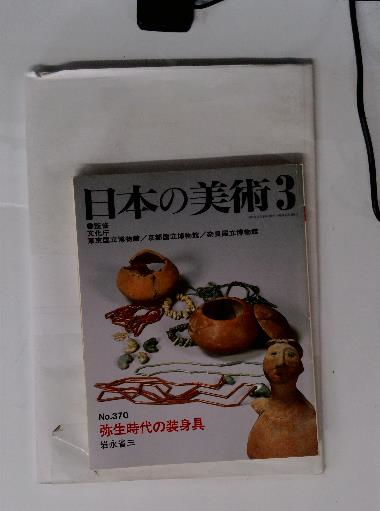 日本の美術 3
●監修
文化庁
東京国立博物館／京都国立博物館／奈良国立博物館
No.370
弥生時代の装身具
岩永省三